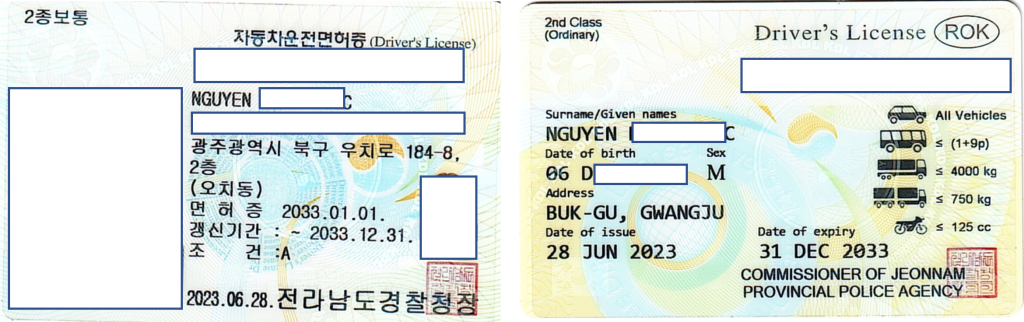 2종보통
자동차운전면허증 (Driver's License)
NGUYEN C
광주광역시 북구 우치로 184-8,
2층
(오치동)
면 허 증 2033.01.01.
갱신기간 : ~ 2033.12.31.
조 건 :A
2023.06.28. 전라남도경찰청장
2nd Class
(Ordinary)
Driver's License ROK
Surname/Given names
NGUYEN C
Date of birth Sex
06 D M
Address
BUK-GU, GWANGJU
Date of issue Date of expiry
28 JUN 2023 31 DEC 2033
All Vehicles
≤ (1+9p)
≤ 4000 kg
≤ 750 kg
≤ 125 cc
COMMISSIONER OF JEONNAM
PROVINCIAL POLICE AGENCY